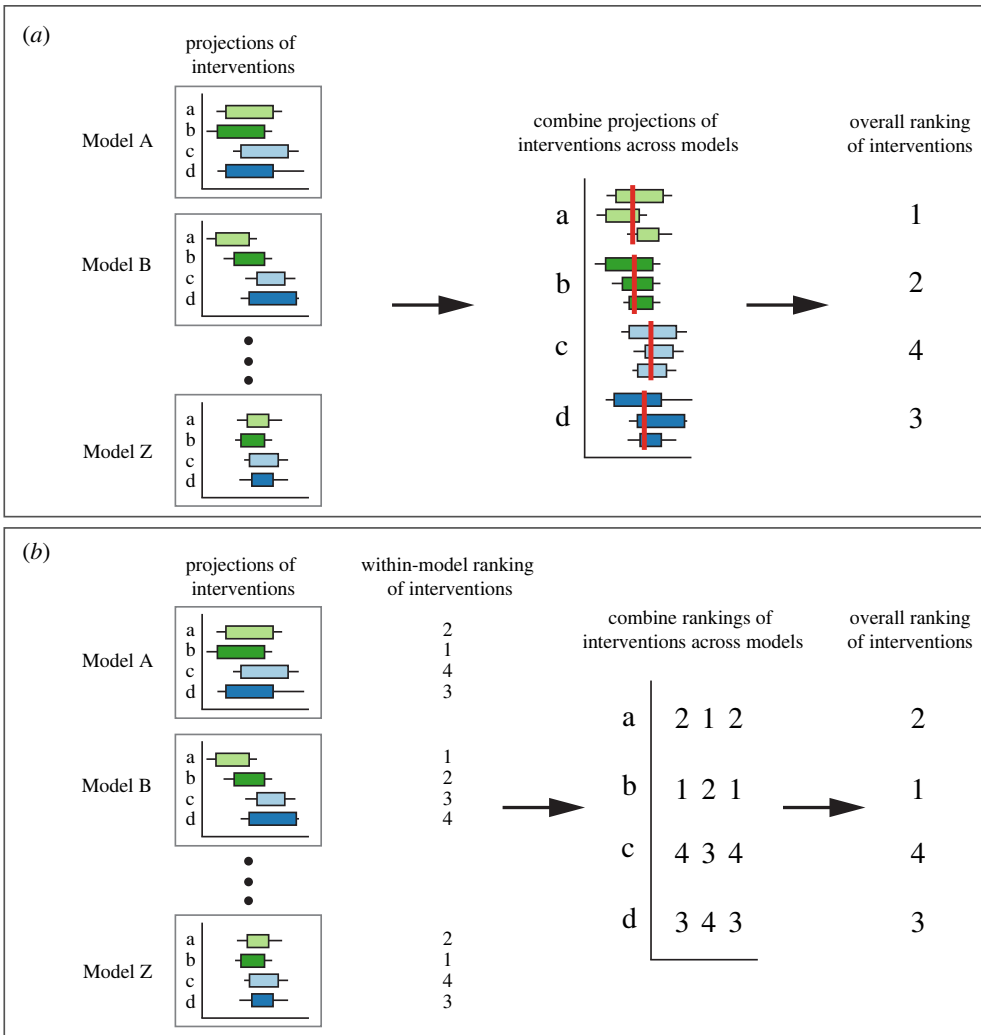 (a)
projections of
interventions
Model A
a
b
c
d
Model B
a
b
c
d
Model Z
a
b
c
d
combine projections of
interventions across models
a
b
c
d
overall ranking
of interventions
1
2
4
3
(b)
projections of
interventions
within-model ranking
of interventions
Model A
a 2
b 1
c 4
d 3
Model B
a 1
b 2
c 3
d 4
Model Z
a 2
b 1
c 4
d 3
combine rankings of
interventions across models
a 2 1 2
b 1 2 1
c 4 3 4
d 3 4 3
overall ranking
of interventions
2
1
4
3